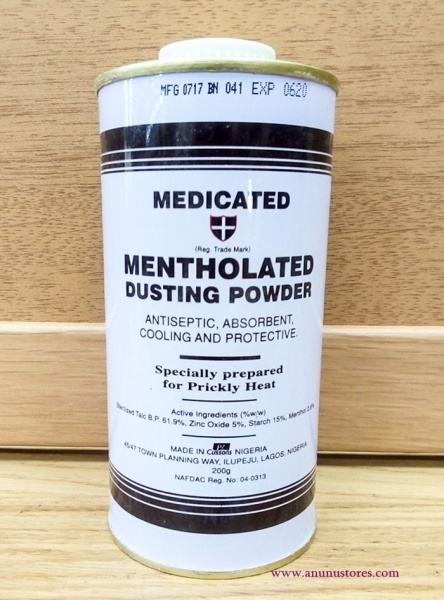 MFG 0717 BN 041 EXP 0620
MEDICATED
(Reg. Trade Mark)
MENTHOLATED
DUSTING POWDER
ANTISEPTIC, ABSORBENT,
COOLING AND PROTECTIVE.
Specially prepared
for Prickly Heat
Active Ingredients (%w/w)
Sterilized Talc B.P. 61.9%, Zinc Oxide 5%, Starch 15%, Menthol
MADE IN PZ Cussons NIGERIA
45/47 TOWN PLANNING WAY, ILUPEJU, LAGOS, NIGERIA
200g
NAFDAC Reg. No: 04-0313
www.anunustores.com